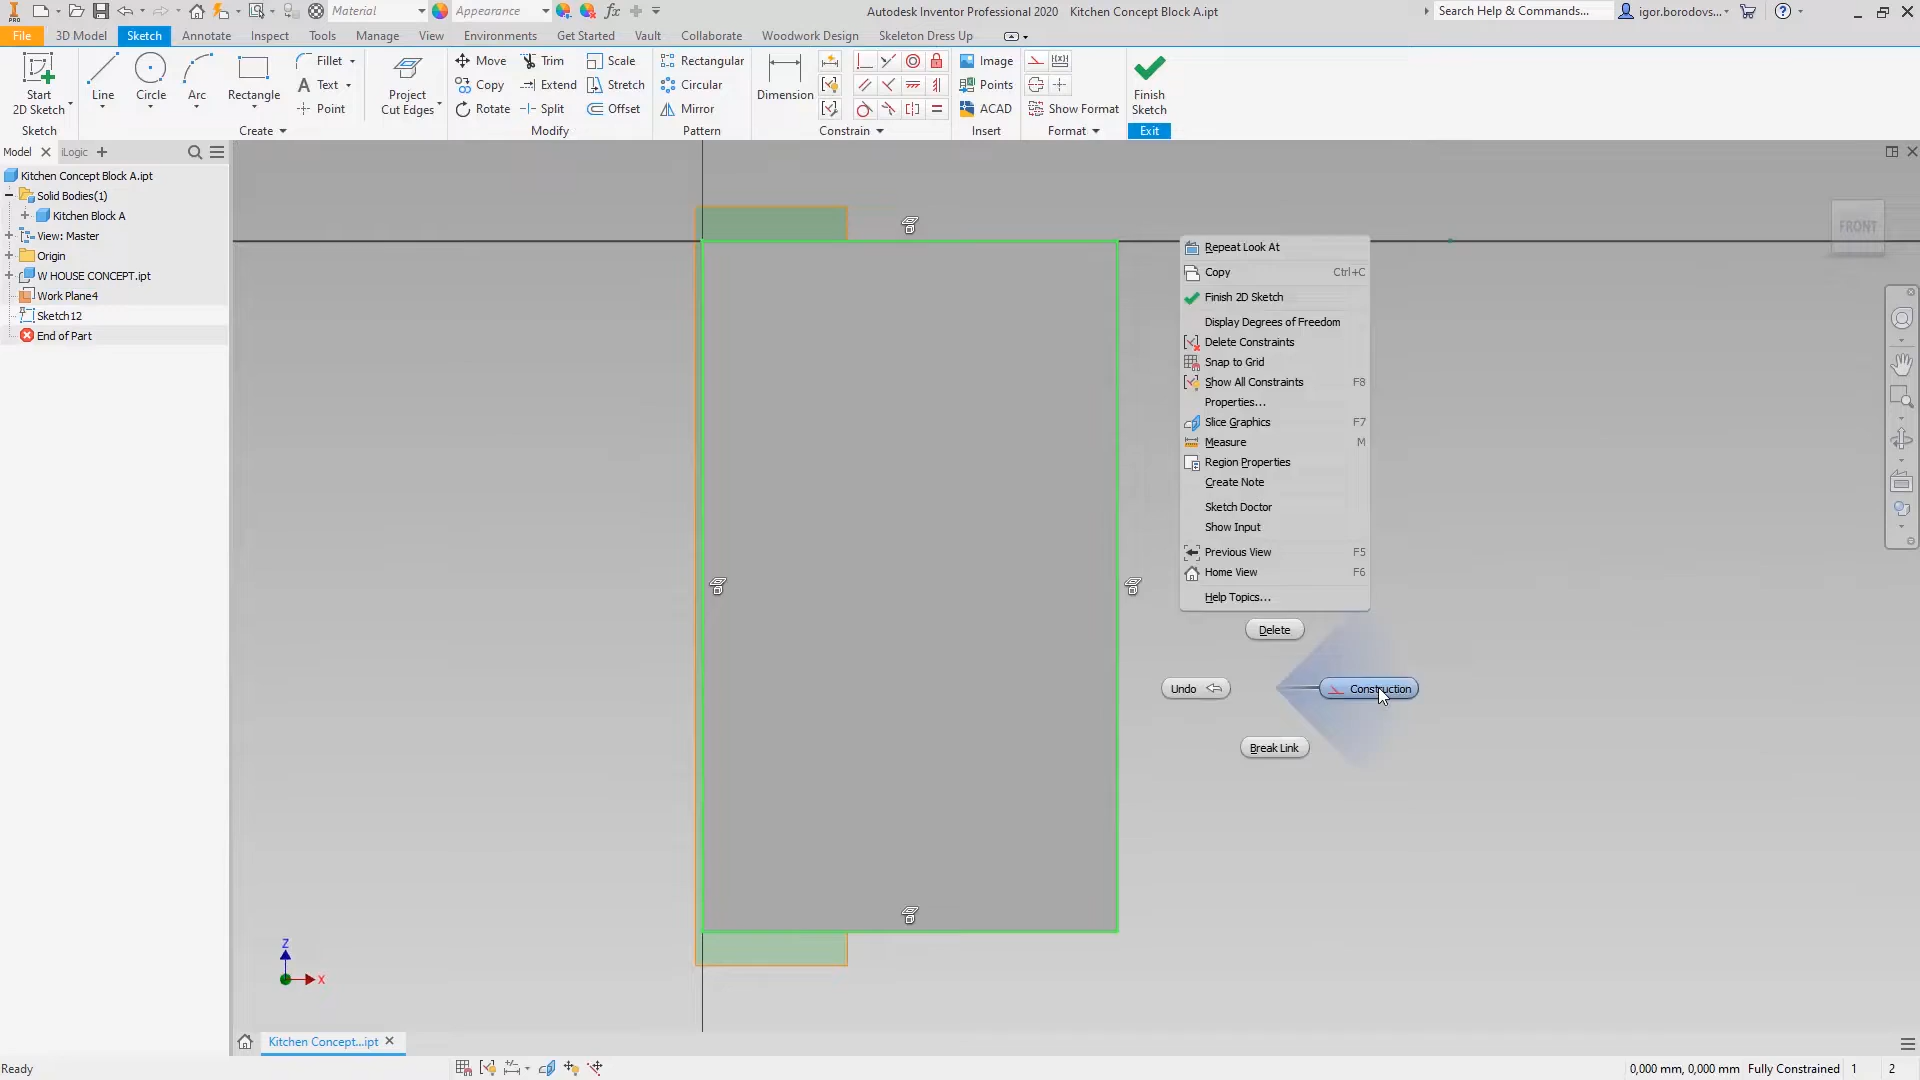 PRO
Material
Appearance
fx
Autodesk Inventor Professional 2020 Kitchen Concept Block A.ipt
Search Help & Commands...
igor.borodovs...
File 3D Model Sketch Annotate Inspect Tools Manage View Environments Get Started Vault Collaborate Woodwork Design Skeleton Dress Up
Start
2D Sketch
Line
Circle
Arc
Rectangle
Fillet
Text
Point
Project
Cut Edges
Move
Copy
Rotate
Trim
Extend
Split
Scale
Stretch
Offset
Rectangular
Circular
Mirror
Dimension
Image
Points
ACAD
Show Format
Finish
Sketch
Sketch Create Modify Pattern Constrain Insert Format Exit
Model iLogic
Kitchen Concept Block A.ipt
Solid Bodies(1)
Kitchen Block A
View: Master
Origin
W HOUSE CONCEPT.ipt
Work Plane4
Sketch12
End of Part
FRONT
Repeat Look At
Copy Ctrl+C
Finish 2D Sketch
Display Degrees of Freedom
Delete Constraints
Snap to Grid
Show All Constraints F8
Properties...
Slice Graphics F7
Measure M
Region Properties
Create Note
Sketch Doctor
Show Input
Previous View F5
Home View F6
Help Topics...
Delete
Undo
Construction
Break Link
Z
X
Kitchen Concept...ipt
Ready
0,000 mm, 0,000 mm Fully Constrained 1 2